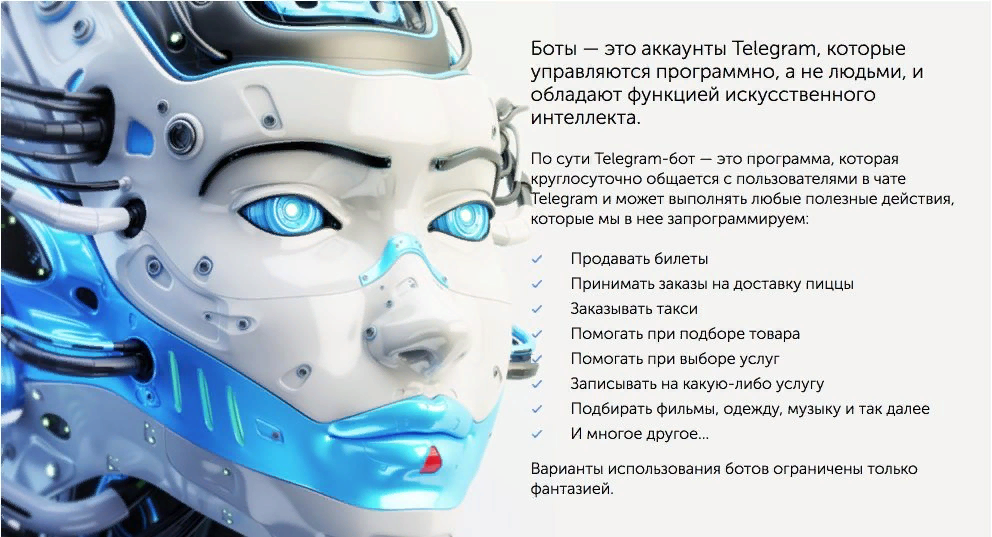 Боты — это аккаунты Telegram, которые
управляются программно, а не людьми, и
обладают функцией искусственного
интеллекта.
По сути Telegram-бот — это программа, которая
круглосуточно общается с пользователями в чате
Telegram и может выполнять любые полезные действия,
которые мы в нее запрограммируем:
Продавать билеты
Принимать заказы на доставку пиццы
Заказывать такси
Помогать при подборе товара
Помогать при выборе услуг
Записывать на какую-либо услугу
Подбирать фильмы, одежду, музыку и так далее
И многое другое...
Варианты использования ботов ограничены только
фантазией.